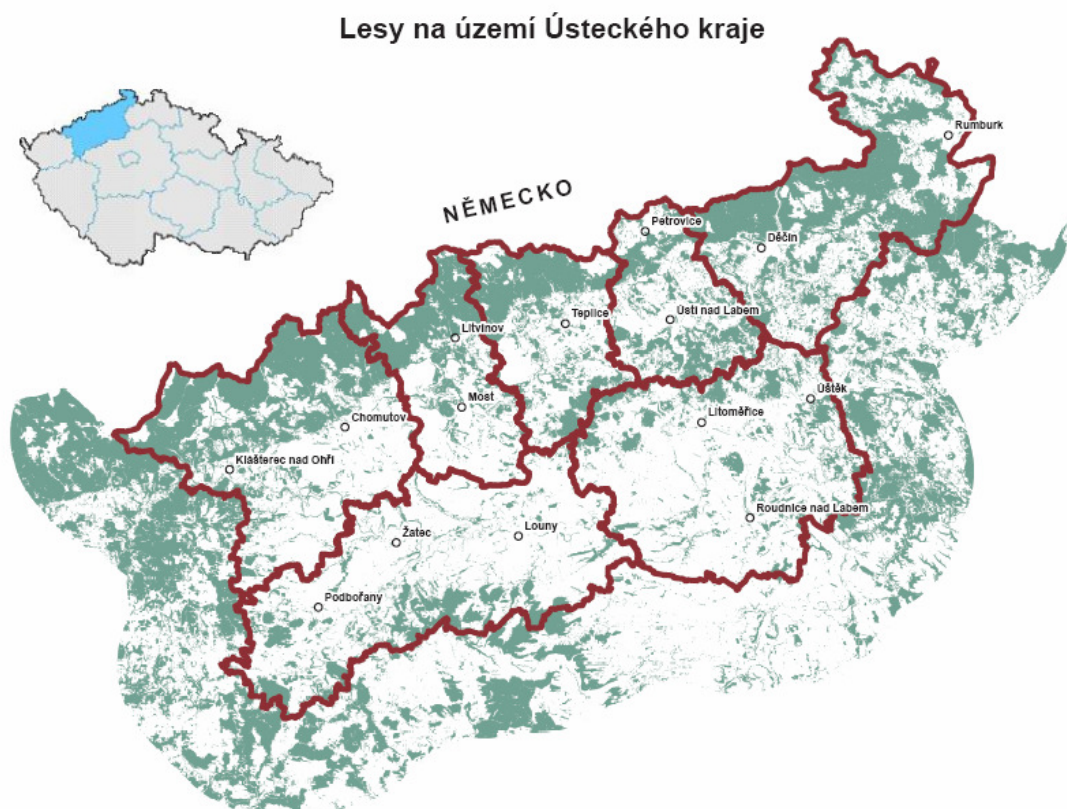 Lesy na území Ústeckého kraje
Rumburk
NĚMECKO
Petrovice
Děčín
Ústí nad Labem
Teplice
Litvínov
Úštěk
Most
Litoměřice
Chomutov
Klášterec nad Ohří
Roudnice nad Labem
Louny
Žatec
Podbořany